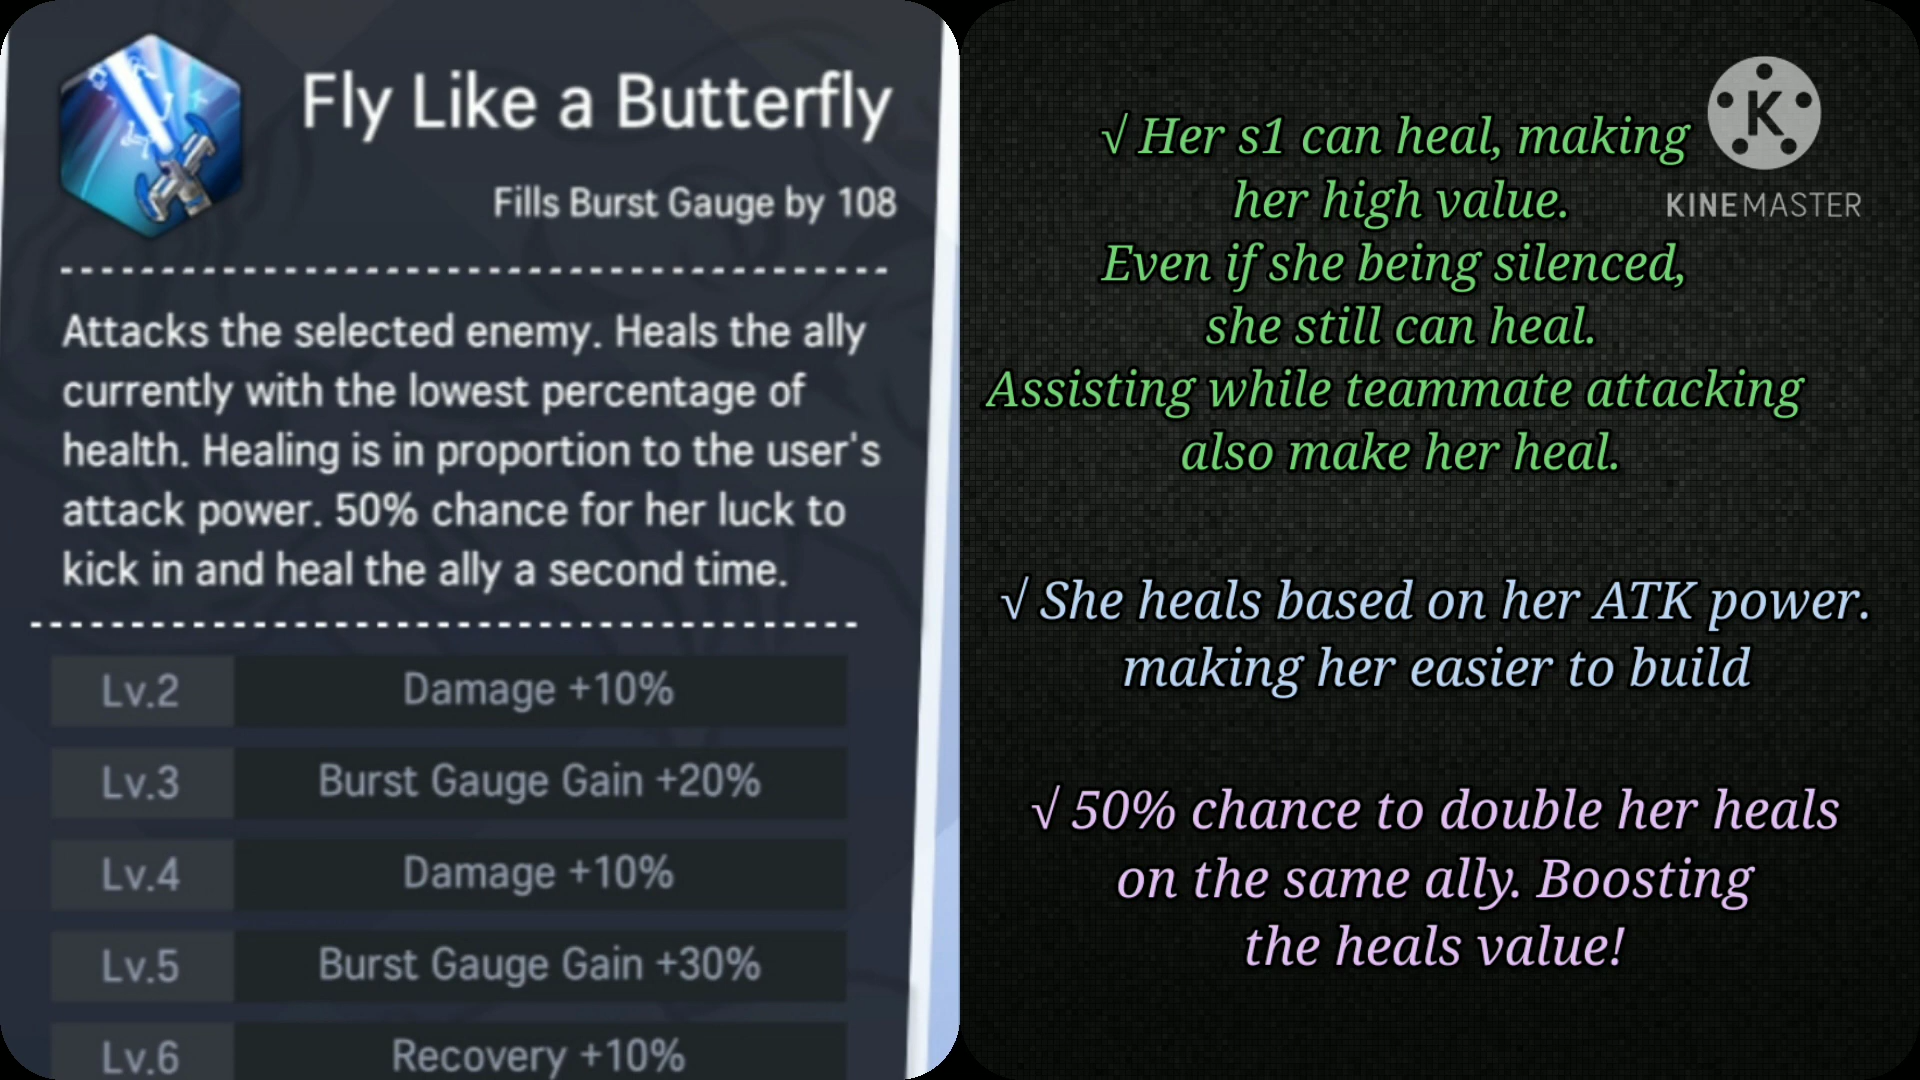 Fly Like a Butterfly
Fills Burst Gauge by 108
Attacks the selected enemy. Heals the ally
currently with the lowest percentage of
health. Healing is in proportion to the user's
attack power. 50% chance for her luck to
kick in and heal the ally a second time.
Lv.2 Damage +10%
Lv.3 Burst Gauge Gain +20%
Lv.4 Damage +10%
Lv.5 Burst Gauge Gain +30%
Lv.6 Recovery +10%
√ Her s1 can heal, making
her high value.
Even if she being silenced,
she still can heal.
Assisting while teammate attacking
also make her heal.
√ She heals based on her ATK power.
making her easier to build
√ 50% chance to double her heals
on the same ally. Boosting
the heals value!
K
KINEMASTER